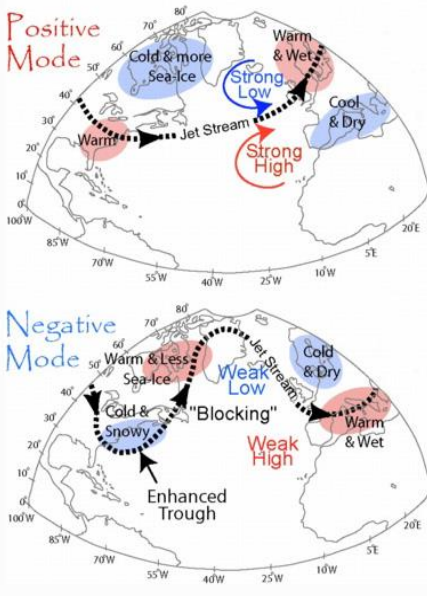 Positive
Mode
Cold & more
Sea-Ice
Warm
& Wet
Strong
Low
Cool
& Dry
Warm
Jet Stream
Strong
High
80
70
60
50
40
30
20
10
0
100°W
85°W
70°W
55°W
40°W
25°W
10°W
5°E
20°E
Negative
Mode
Warm & Less
Sea-Ice
Weak
Low
Jet Stream
Cold
& Dry
Cold &
Snowy
"Blocking"
Weak
High
Warm
& Wet
Enhanced
Trough
80
70
60
50
40
30
20
10
0
100°W
85°W
70°W
55°W
40°W
25°W
10°W
5°E
20°E